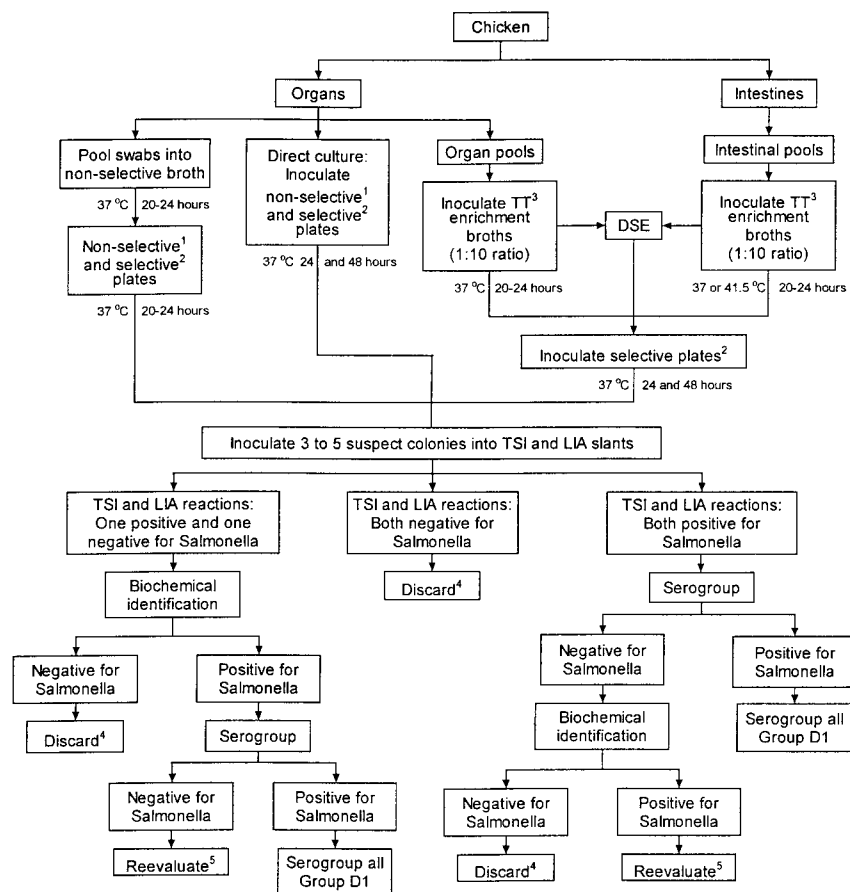 Chicken
Organs
Intestines
Pool swabs into
non-selective broth
Direct culture:
Inoculate
non-selective¹
and selective²
plates
Organ pools
Intestinal pools
Inoculate TT³
enrichment
broths
(1:10 ratio)
DSE
Inoculate TT³
enrichment
broths
(1:10 ratio)
37 °C 20-24 hours
Non-selective¹
and selective²
plates
37 °C 24 and 48 hours
37 °C 20-24 hours
37 or 41.5 °C 20-24 hours
37 °C 20-24 hours
Inoculate selective plates²
37 °C 24 and 48 hours
Inoculate 3 to 5 suspect colonies into TSI and LIA slants
TSI and LIA reactions:
One positive and one
negative for Salmonella
TSI and LIA reactions:
Both negative for
Salmonella
TSI and LIA reactions:
Both positive for
Salmonella
Biochemical
identification
Discard⁴
Serogroup
Negative for
Salmonella
Positive for
Salmonella
Negative for
Salmonella
Positive for
Salmonella
Discard⁴
Serogroup
Biochemical
identification
Serogroup all
Group D1
Negative for
Salmonella
Positive for
Salmonella
Negative for
Salmonella
Positive for
Salmonella
Reevaluate⁵
Serogroup all
Group D1
Discard⁴
Reevaluate⁵